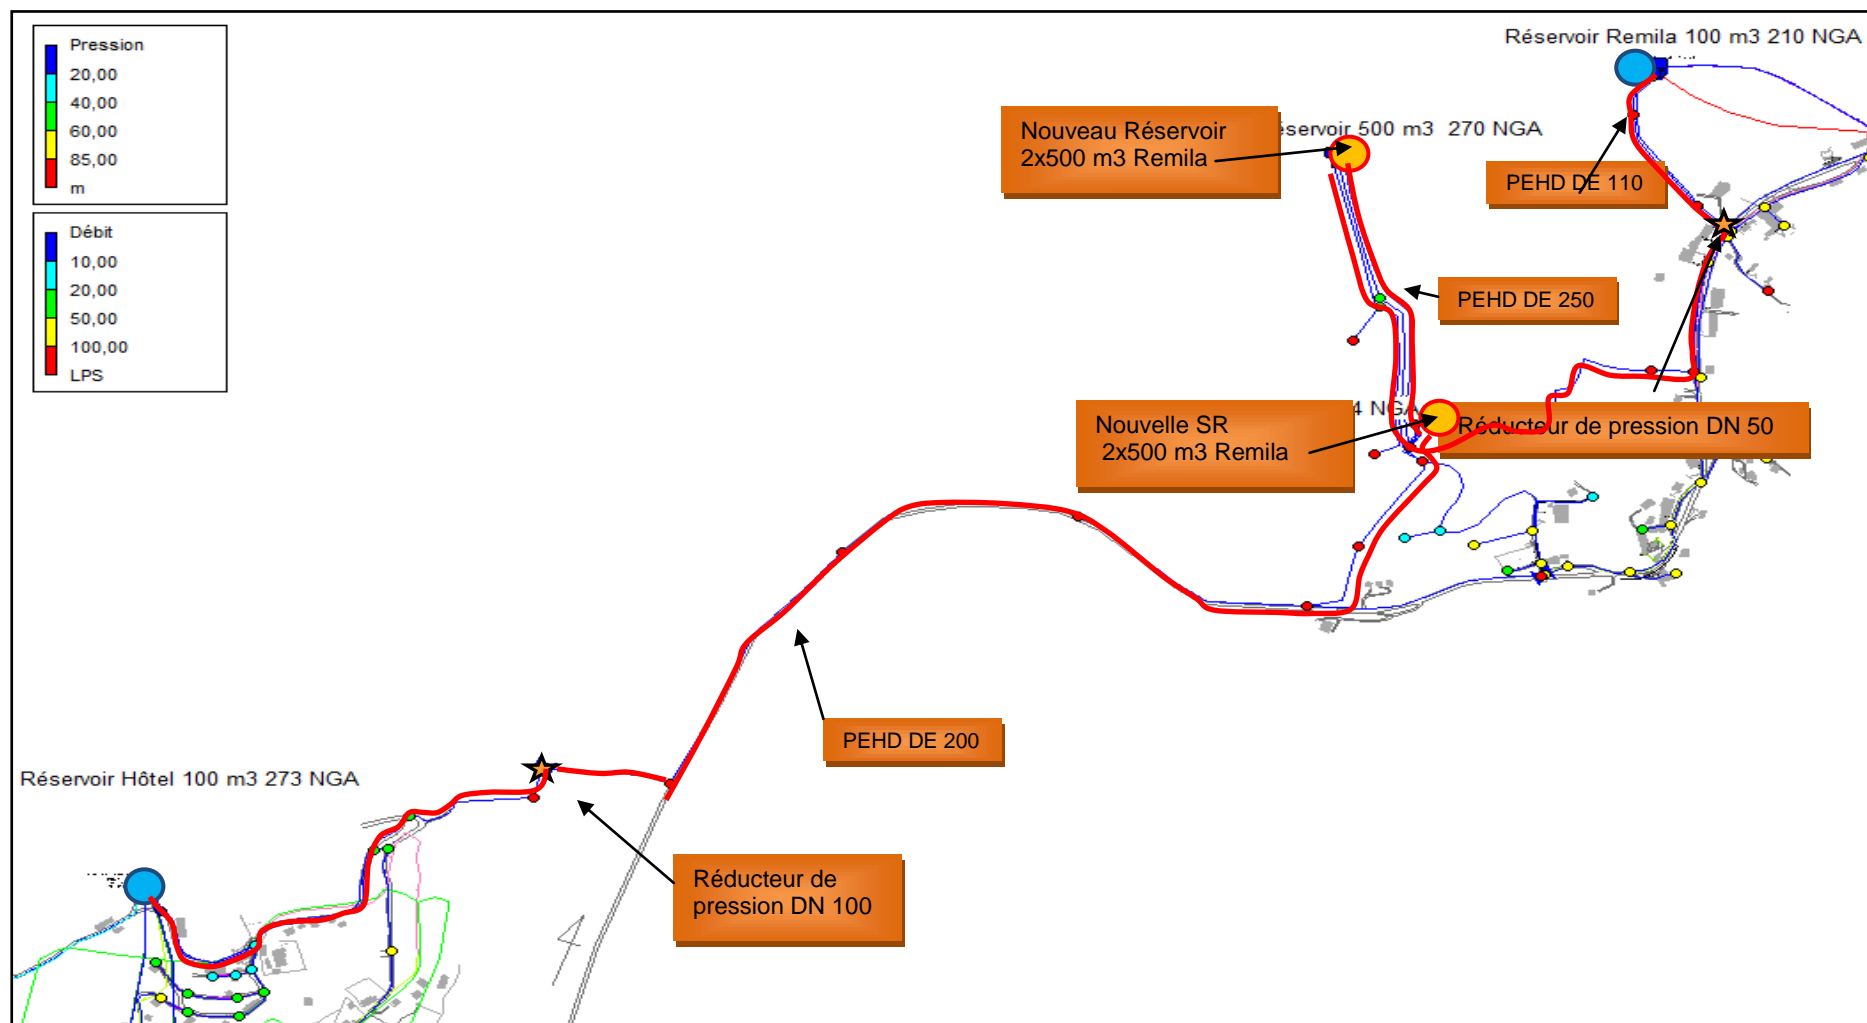 Pression
20,00
40,00
60,00
85,00
m
Débit
10,00
20,00
50,00
100,00
LPS
Réservoir Remila 100 m3 210 NGA
Nouveau Réservoir
2x500 m3 Remila
éservoir 500 m3 270 NGA
PEHD DE 110
PEHD DE 250
Nouvelle SR
2x500 m3 Remila
4 NGA
Réducteur de pression DN 50
PEHD DE 200
Réservoir Hôtel 100 m3 273 NGA
Réducteur de
pression DN 100